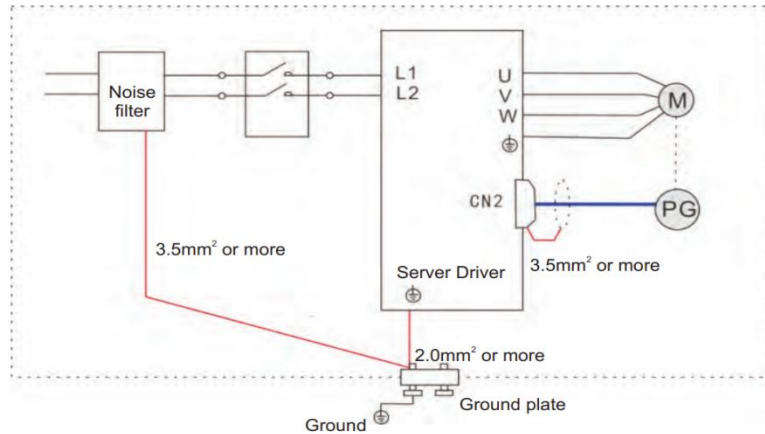 Noise
filter
L1
L2
U
V
W
M
CN2
PG
3.5mm² or more
3.5mm² or more
Server Driver
2.0mm² or more
Ground plate
Ground